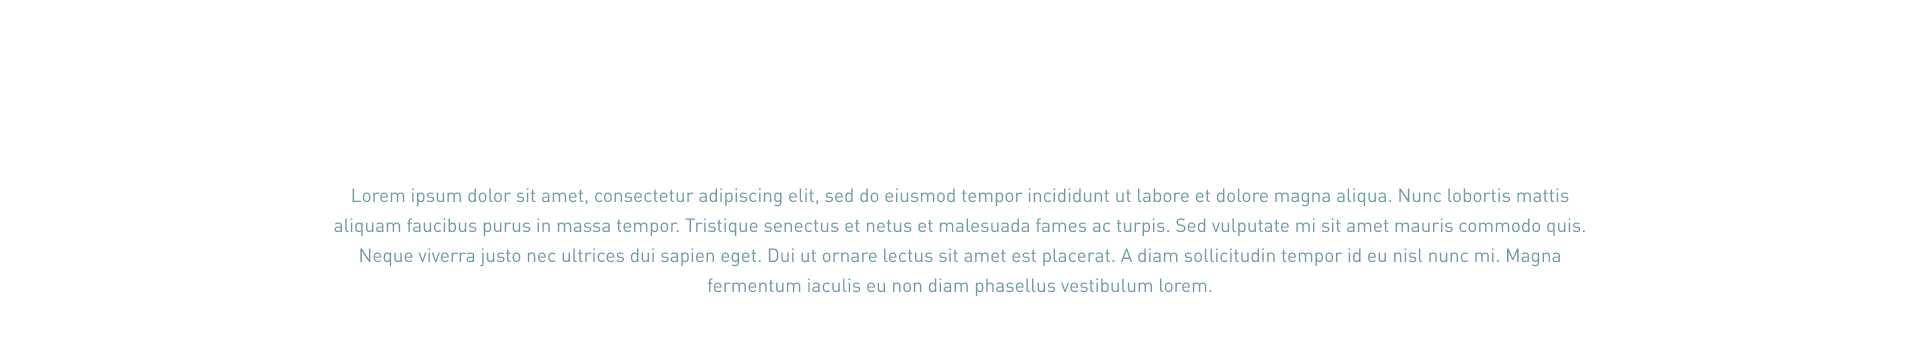 Lorem ipsum dolor sit amet, consectetur adipiscing elit, sed do eiusmod tempor incididunt ut labore et dolore magna aliqua. Nunc lobortis mattis
aliquam faucibus purus in massa tempor. Tristique senectus et netus et malesuada fames ac turpis. Sed vulputate mi sit amet mauris commodo quis.
Neque viverra justo nec ultrices dui sapien eget. Dui ut ornare lectus sit amet est placerat. A diam sollicitudin tempor id eu nisl nunc mi. Magna
fermentum iaculis eu non diam phasellus vestibulum lorem.